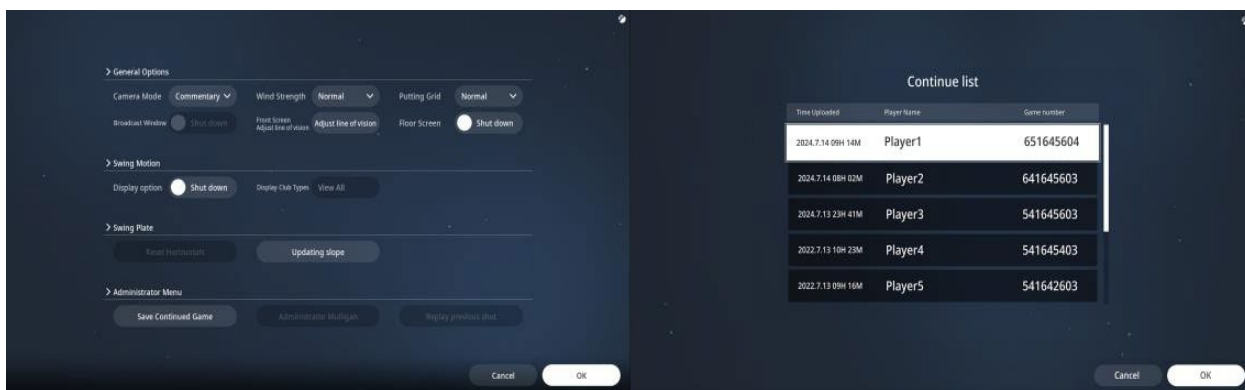 General Options
Camera Mode Commentary Wind Strength Normal Putting Grid Normal
Broadcast Window Shut down Front Screen Adjust line of vision Adjust line of vision Floor Screen Shut down
Swing Motion
Display option Shut down Display Club Types View All
Swing Plate
Reset Horizontals Updating slope
Administrator Menu
Save Continued Game Administrator Mulligan Replay previous shot
Cancel OK
Continue list
Time Uploaded Player Name Game number
2024.7.14 09H 14M Player1 651645604
2024.7.14 08H 02M Player2 641645603
2024.7.13 23H 41M Player3 541645603
2022.7.13 10H 23M Player4 541645403
2022.7.13 09H 16M Player5 541642603
Cancel OK